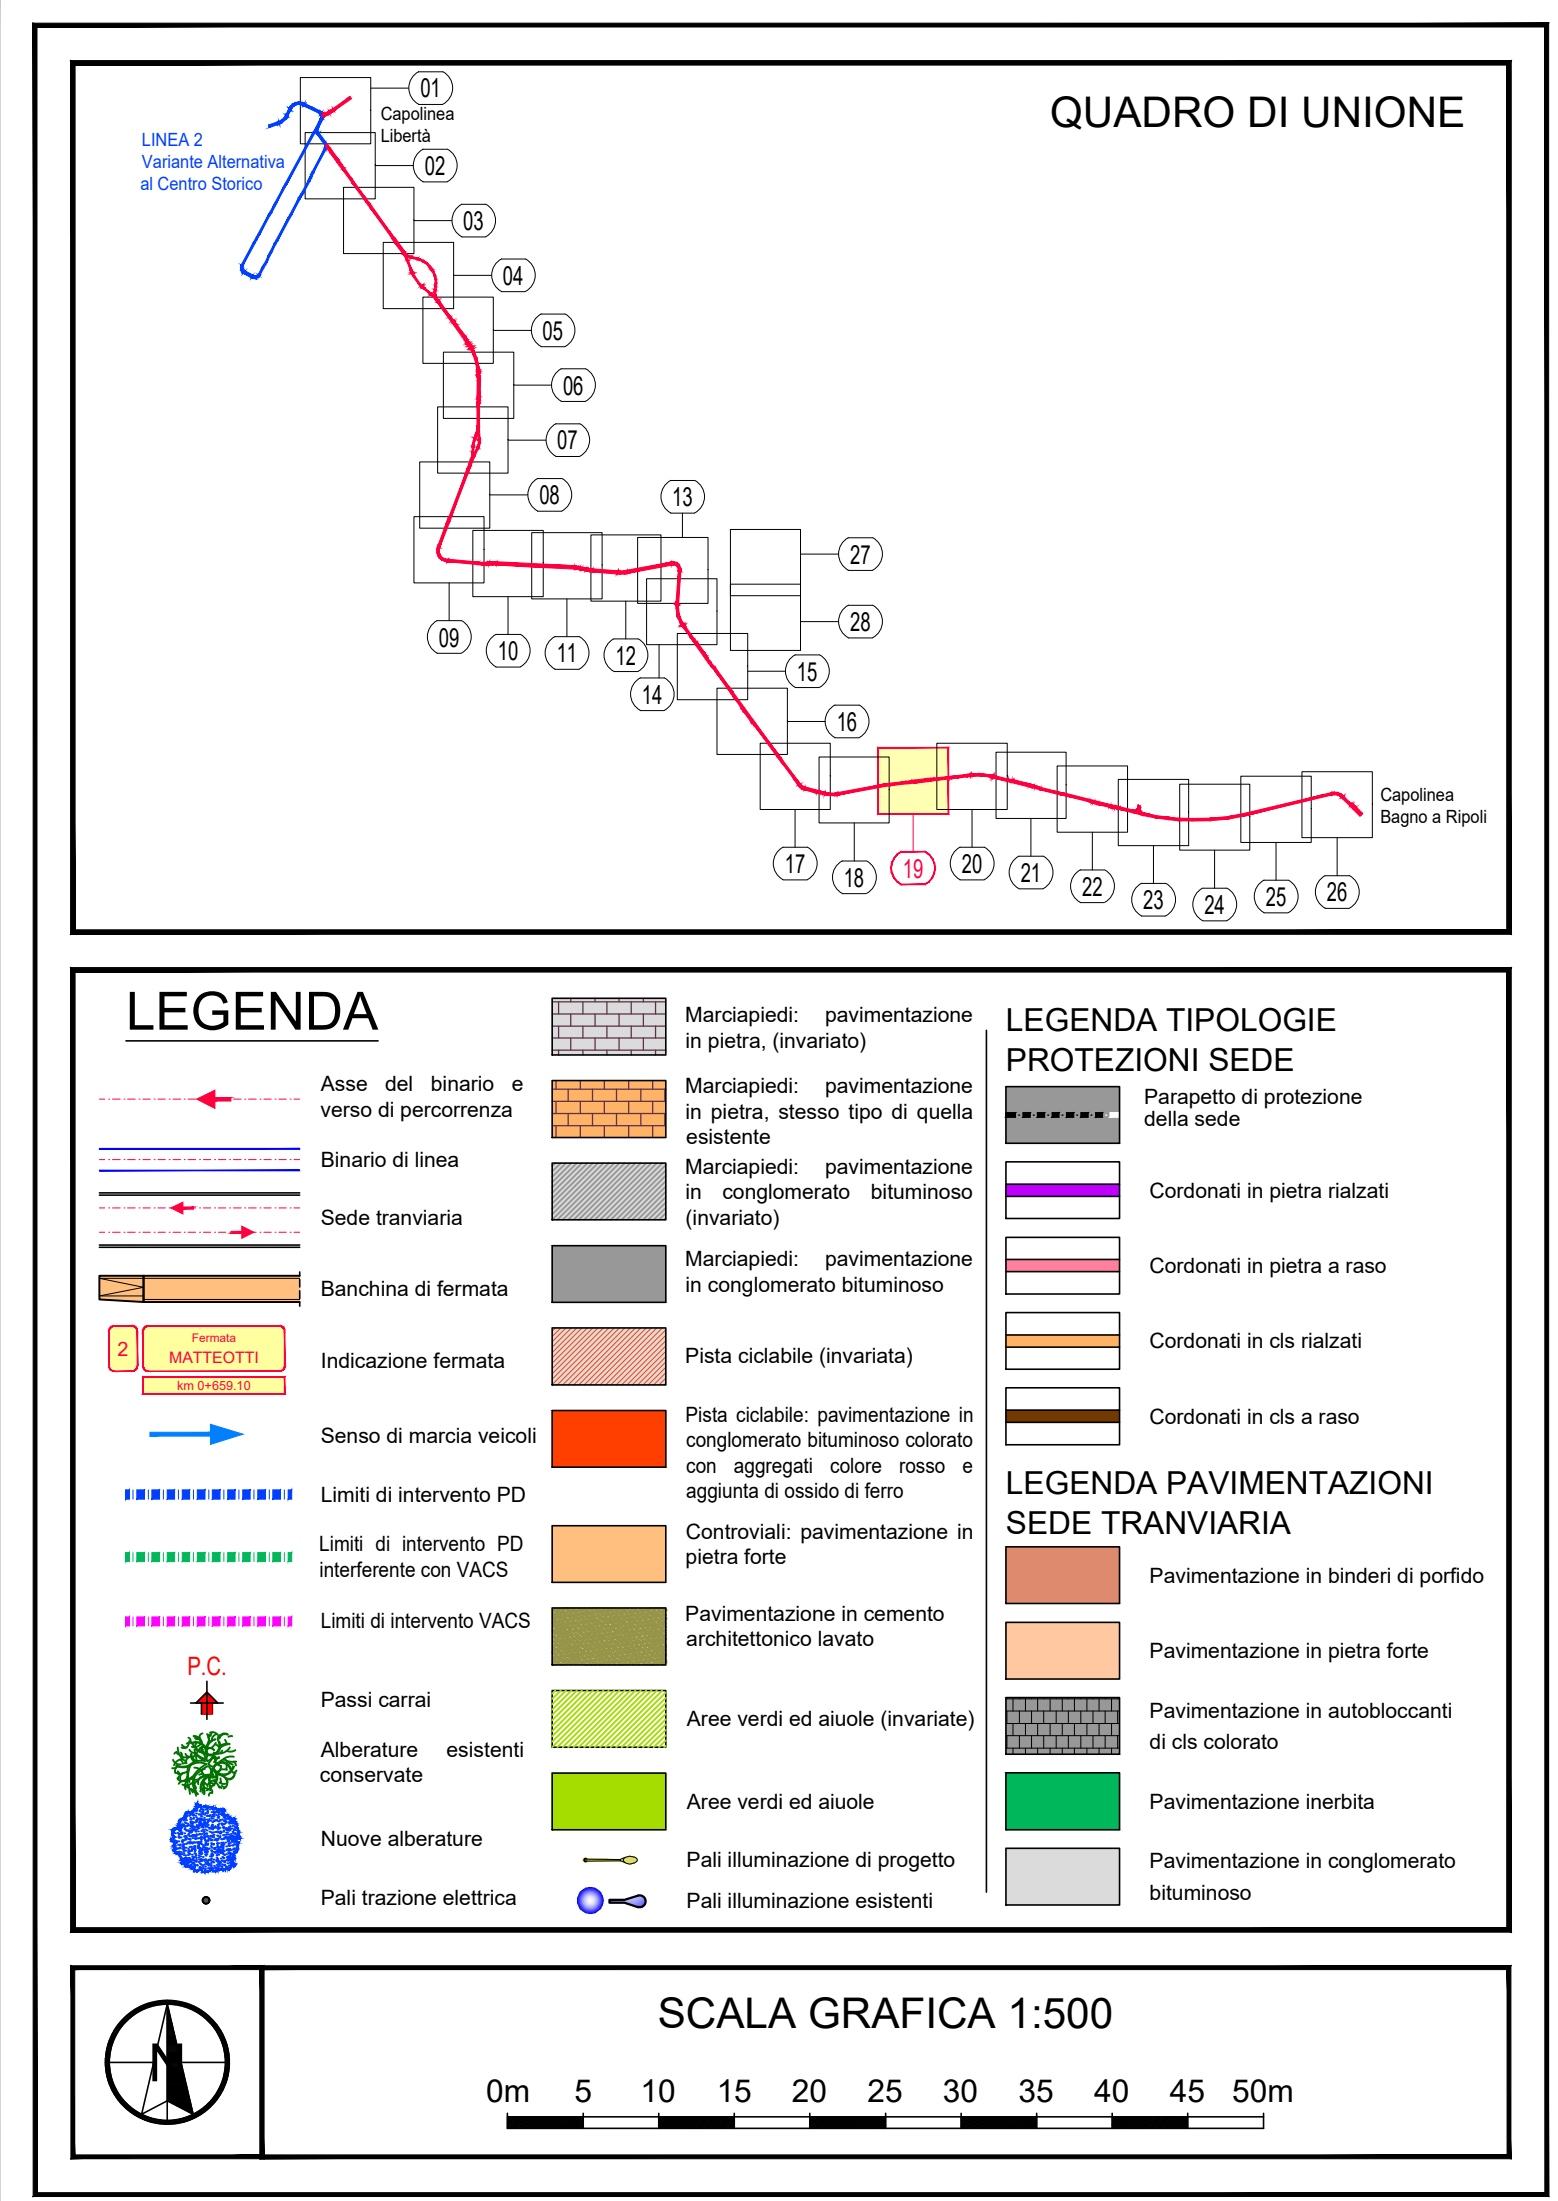 QUADRO DI UNIONE
01
Capolinea
Libertà
LINEA 2
Variante Alternativa
al Centro Storico
02
03
04
05
06
07
08
13
27
28
09
10
11
12
14
15
16
17
18
19
20
21
22
23
24
25
26
Capolinea
Bagno a Ripoli
LEGENDA
Asse del binario e
verso di percorrenza
Binario di linea
Sede tranviaria
Banchina di fermata
2
Fermata
MATTEOTTI
km 0+659.10
Indicazione fermata
Senso di marcia veicoli
Limiti di intervento PD
Limiti di intervento PD
interferente con VACS
Limiti di intervento VACS
P.C.
Passi carrai
Alberature esistenti
conservate
Nuove alberature
Pali trazione elettrica
Marciapiedi: pavimentazione
in pietra, (invariato)
Marciapiedi: pavimentazione
in pietra, stesso tipo di quella
esistente
Marciapiedi: pavimentazione
in conglomerato bituminoso
(invariato)
Marciapiedi: pavimentazione
in conglomerato bituminoso
Pista ciclabile (invariata)
Pista ciclabile: pavimentazione in
conglomerato bituminoso colorato
con aggregati colore rosso e
aggiunta di ossido di ferro
Controviali: pavimentazione in
pietra forte
Pavimentazione in cemento
architettonico lavato
Aree verdi ed aiuole (invariate)
Aree verdi ed aiuole
Pali illuminazione di progetto
Pali illuminazione esistenti
LEGENDA TIPOLOGIE
PROTEZIONI SEDE
Parapetto di protezione
della sede
Cordonati in pietra rialzati
Cordonati in pietra a raso
Cordonati in cls rialzati
Cordonati in cls a raso
LEGENDA PAVIMENTAZIONI
SEDE TRANVIARIA
Pavimentazione in binderi di porfido
Pavimentazione in pietra forte
Pavimentazione in autobloccanti
di cls colorato
Pavimentazione inerbita
Pavimentazione in conglomerato
bituminoso
N
SCALA GRAFICA 1:500
0m 5 10 15 20 25 30 35 40 45 50m